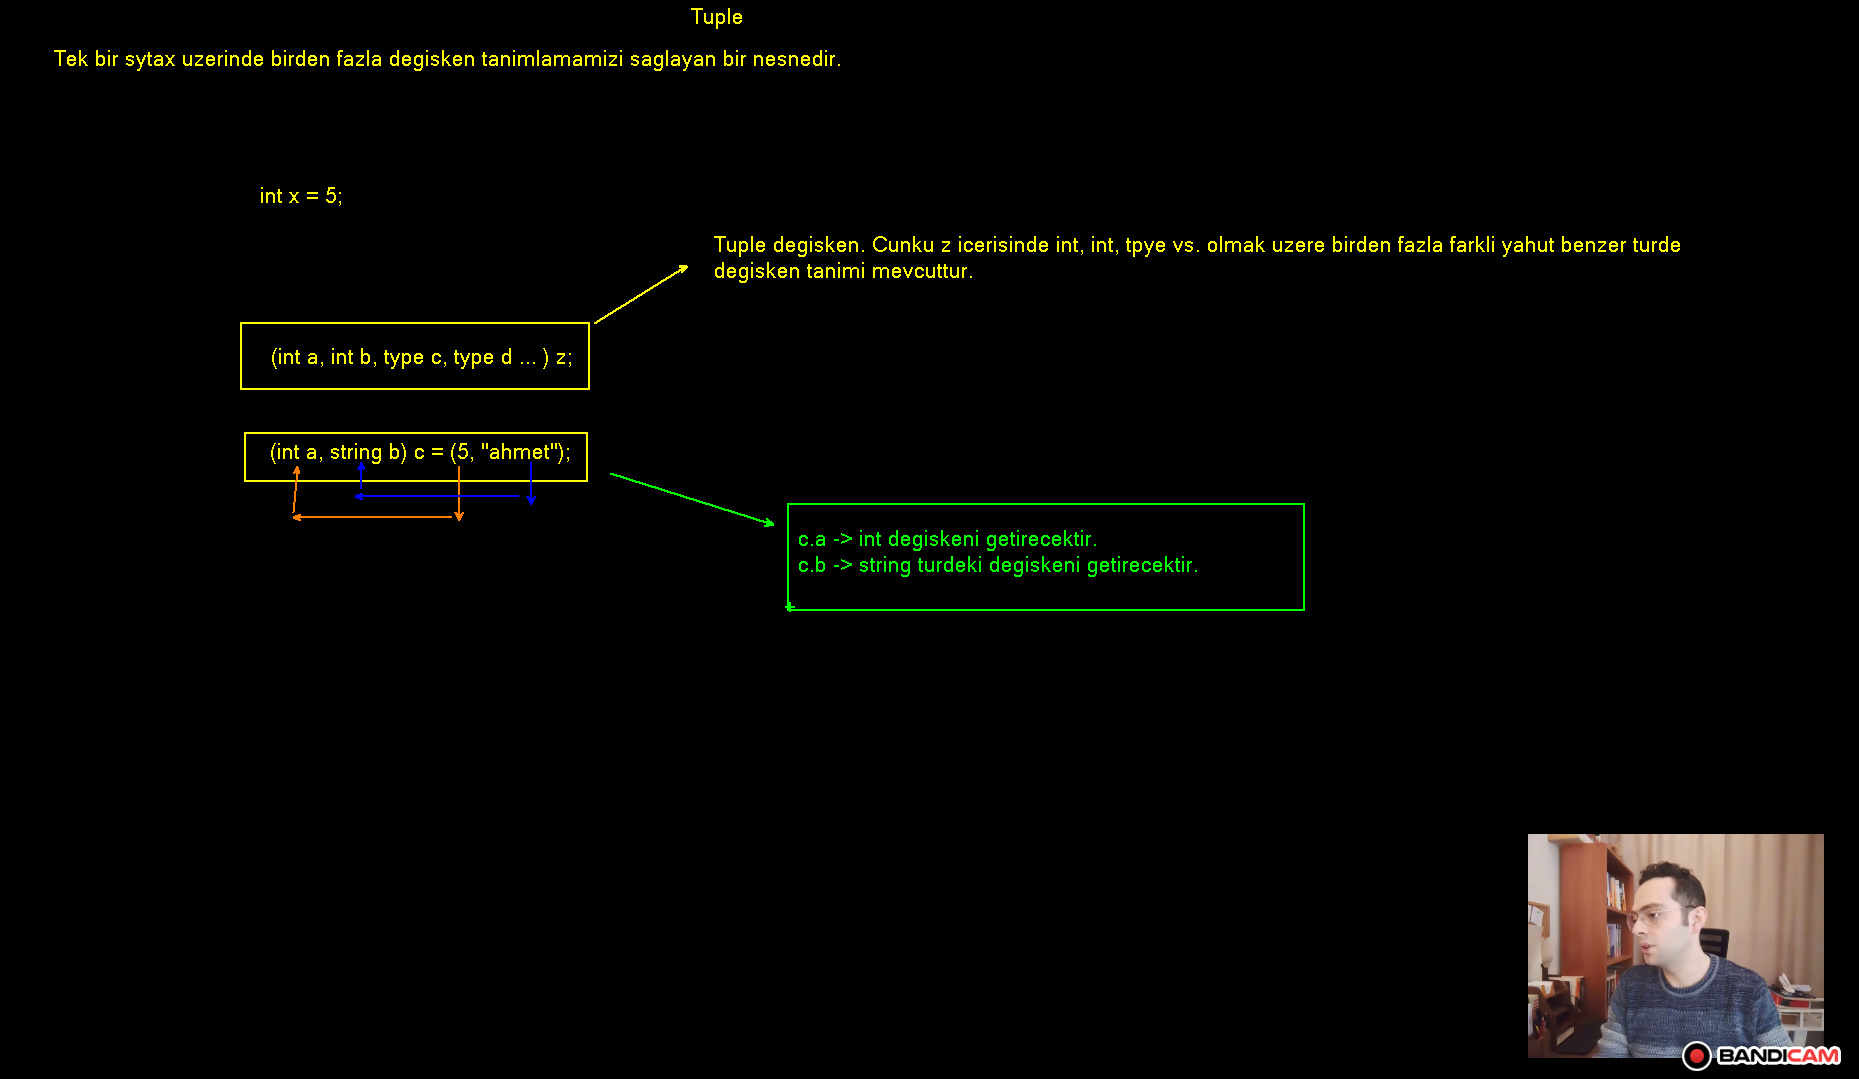 Tuple
Tek bir sytax uzerinde birden fazla degisken tanimlamamizi saglayan bir nesnedir.
int x = 5;
Tuple degisken. Cunku z icerisinde int, int, tpye vs. olmak uzere birden fazla farkli yahut benzer turde
degisken tanimi mevcuttur.
(int a, int b, type c, type d ... ) z;
(int a, string b) c = (5, "ahmet");
c.a -> int degiskeni getirecektir.
c.b -> string turdeki degiskeni getirecektir.
BANDICAM